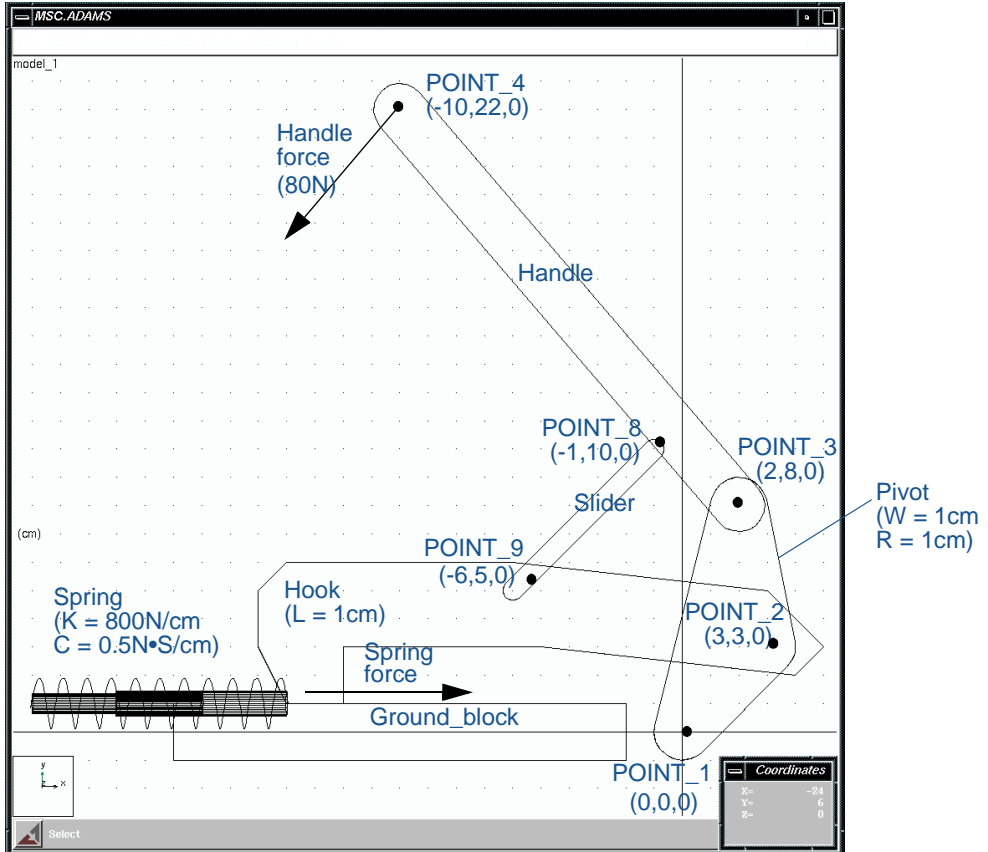 MSC.ADAMS
model_1
POINT_4
(-10,22,0)
Handle
force
(80N)
Handle
POINT_8
(-1,10,0)
POINT_3
(2,8,0)
Slider
Pivot
(W = 1cm
R = 1cm)
(cm)
POINT_9
(-6,5,0)
Hook
(L = 1cm)
Spring
(K = 800N/cm
C = 0.5N•S/cm)
POINT_2
(3,3,0)
Spring
force
Ground_block
POINT_1
(0,0,0)
y
z x
Coordinates
X= -24
Y= 6
Z= 0
Select